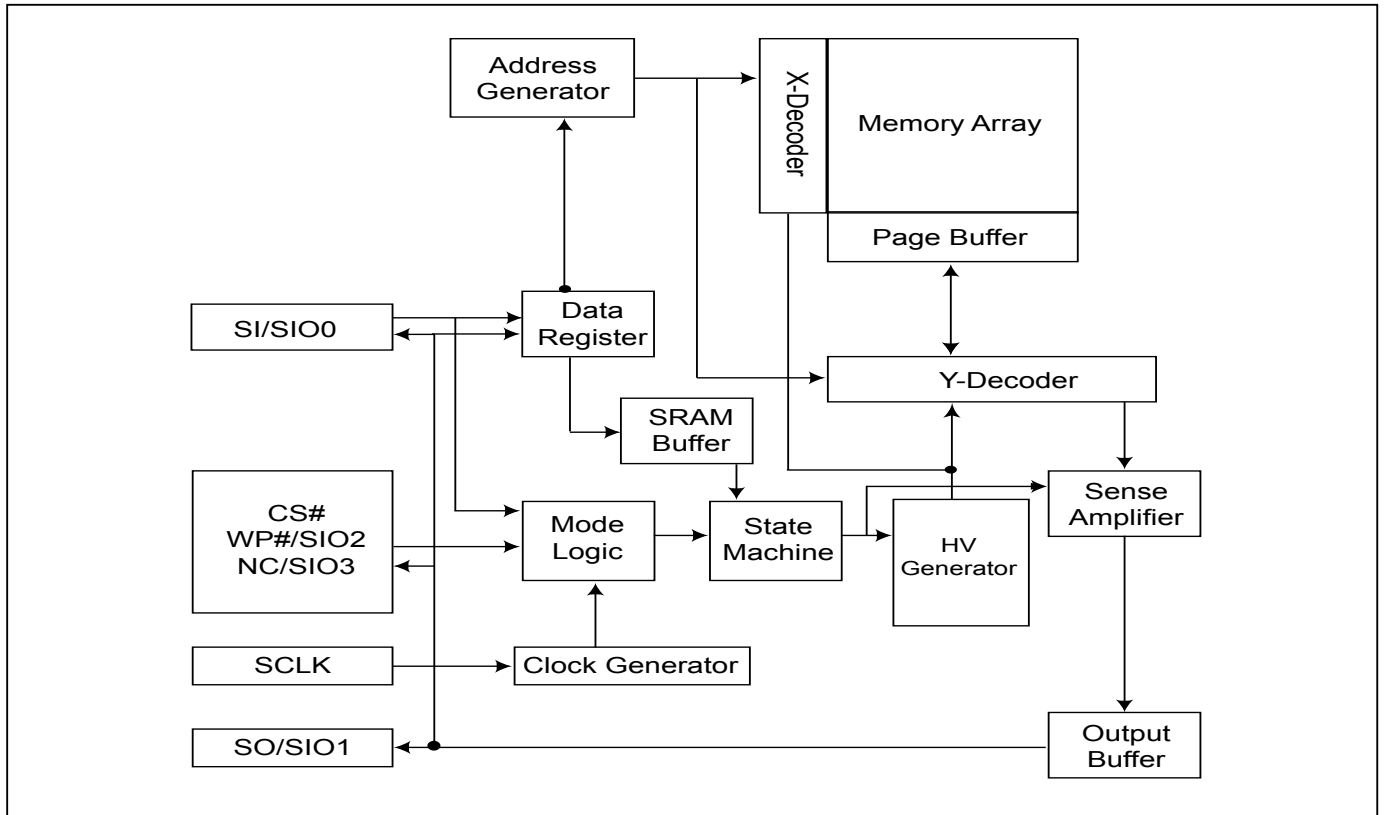 Address
Generator
X-Decoder
Memory Array
Page Buffer
SI/SIO0
Data
Register
Y-Decoder
SRAM
Buffer
CS#
WP#/SIO2
NC/SIO3
Mode
Logic
State
Machine
HV
Generator
Sense
Amplifier
SCLK
Clock Generator
SO/SIO1
Output
Buffer